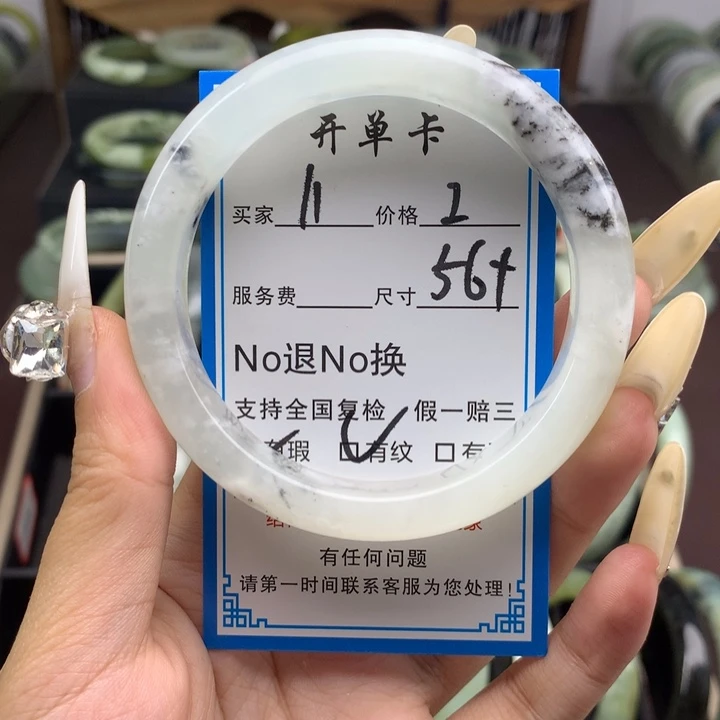 开单卡
买家 11 价格 2
服务费 尺寸 56+
No退No换
支持全国复检 假一赔三
瑕 口有纹 口有
有任何问题
请第一时间联系客服为您处理!